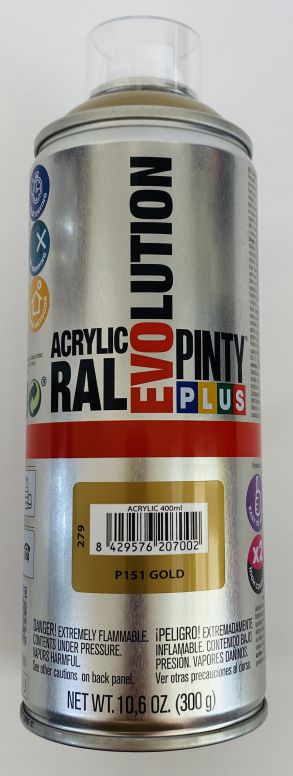 EVOLUTION
ACRYLIC
RAL
PINTY
PLUS
OUTDOOR
x2
279
ACRYLIC 400ml
8 429576 207002
P151 GOLD
DANGER! EXTREMELY FLAMMABLE.
CONTENTS UNDER PRESSURE.
VAPORS HARMFUL.
See other cautions on back panel.
¡PELIGRO! EXTREMADAMENTE
INFLAMABLE. CONTENIDO BAJO
PRESIÓN. VAPORES DAÑINOS.
Ver otras precauciones al dorso.
NET WT. 10,6 OZ. (300 g)